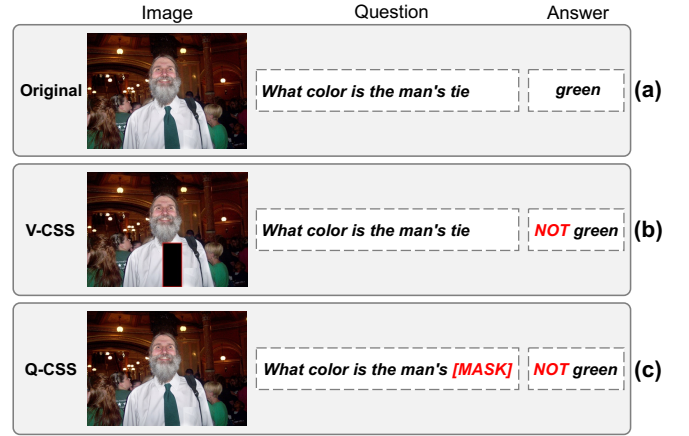 Image Question Answer
Original What color is the man's tie green (a)
V-CSS What color is the man's tie NOT green (b)
Q-CSS What color is the man's [MASK] NOT green (c)